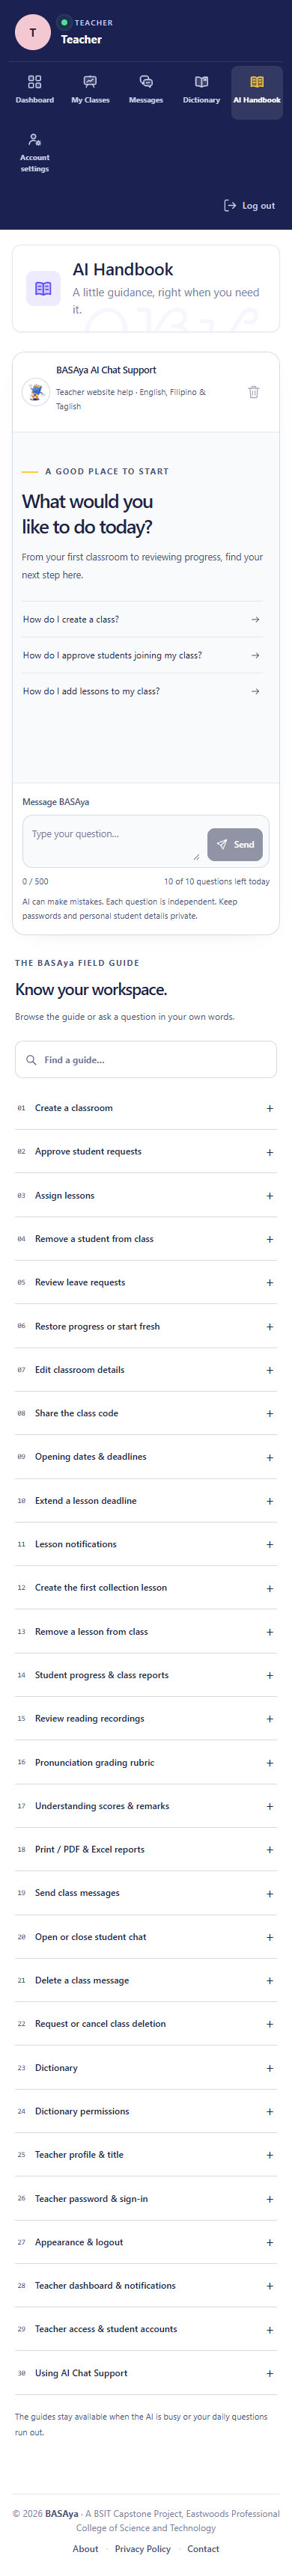 T
TEACHER
Teacher
Dashboard
My Classes
Messages
Dictionary
AI Handbook
Account
settings
Log out
AI Handbook
A little guidance, right when you need
it.
BASAya AI Chat Support
Teacher website help · English, Filipino &
Taglish
A GOOD PLACE TO START
What would you
like to do today?
From your first classroom to reviewing progress, find your
next step here.
How do I create a class?
How do I approve students joining my class?
How do I add lessons to my class?
Message BASAya
Type your question...
Send
0 / 500
10 of 10 questions left today
AI can make mistakes. Each question is independent. Keep
passwords and personal student details private.
THE BASAya FIELD GUIDE
Know your workspace.
Browse the guide or ask a question in your own words.
Find a guide...
01 Create a classroom +
02 Approve student requests +
03 Assign lessons +
04 Remove a student from class +
05 Review leave requests +
06 Restore progress or start fresh +
07 Edit classroom details +
08 Share the class code +
09 Opening dates & deadlines +
10 Extend a lesson deadline +
11 Lesson notifications +
12 Create the first collection lesson +
13 Remove a lesson from class +
14 Student progress & class reports +
15 Review reading recordings +
16 Pronunciation grading rubric +
17 Understanding scores & remarks +
18 Print / PDF & Excel reports +
19 Send class messages +
20 Open or close student chat +
21 Delete a class message +
22 Request or cancel class deletion +
23 Dictionary +
24 Dictionary permissions +
25 Teacher profile & title +
26 Teacher password & sign-in +
27 Appearance & logout +
28 Teacher dashboard & notifications +
29 Teacher access & student accounts +
30 Using AI Chat Support +
The guides stay available when the AI is busy or your daily questions
run out.
© 2026 BASAya · A BSIT Capstone Project, Eastwoods Professional
College of Science and Technology
About · Privacy Policy · Contact